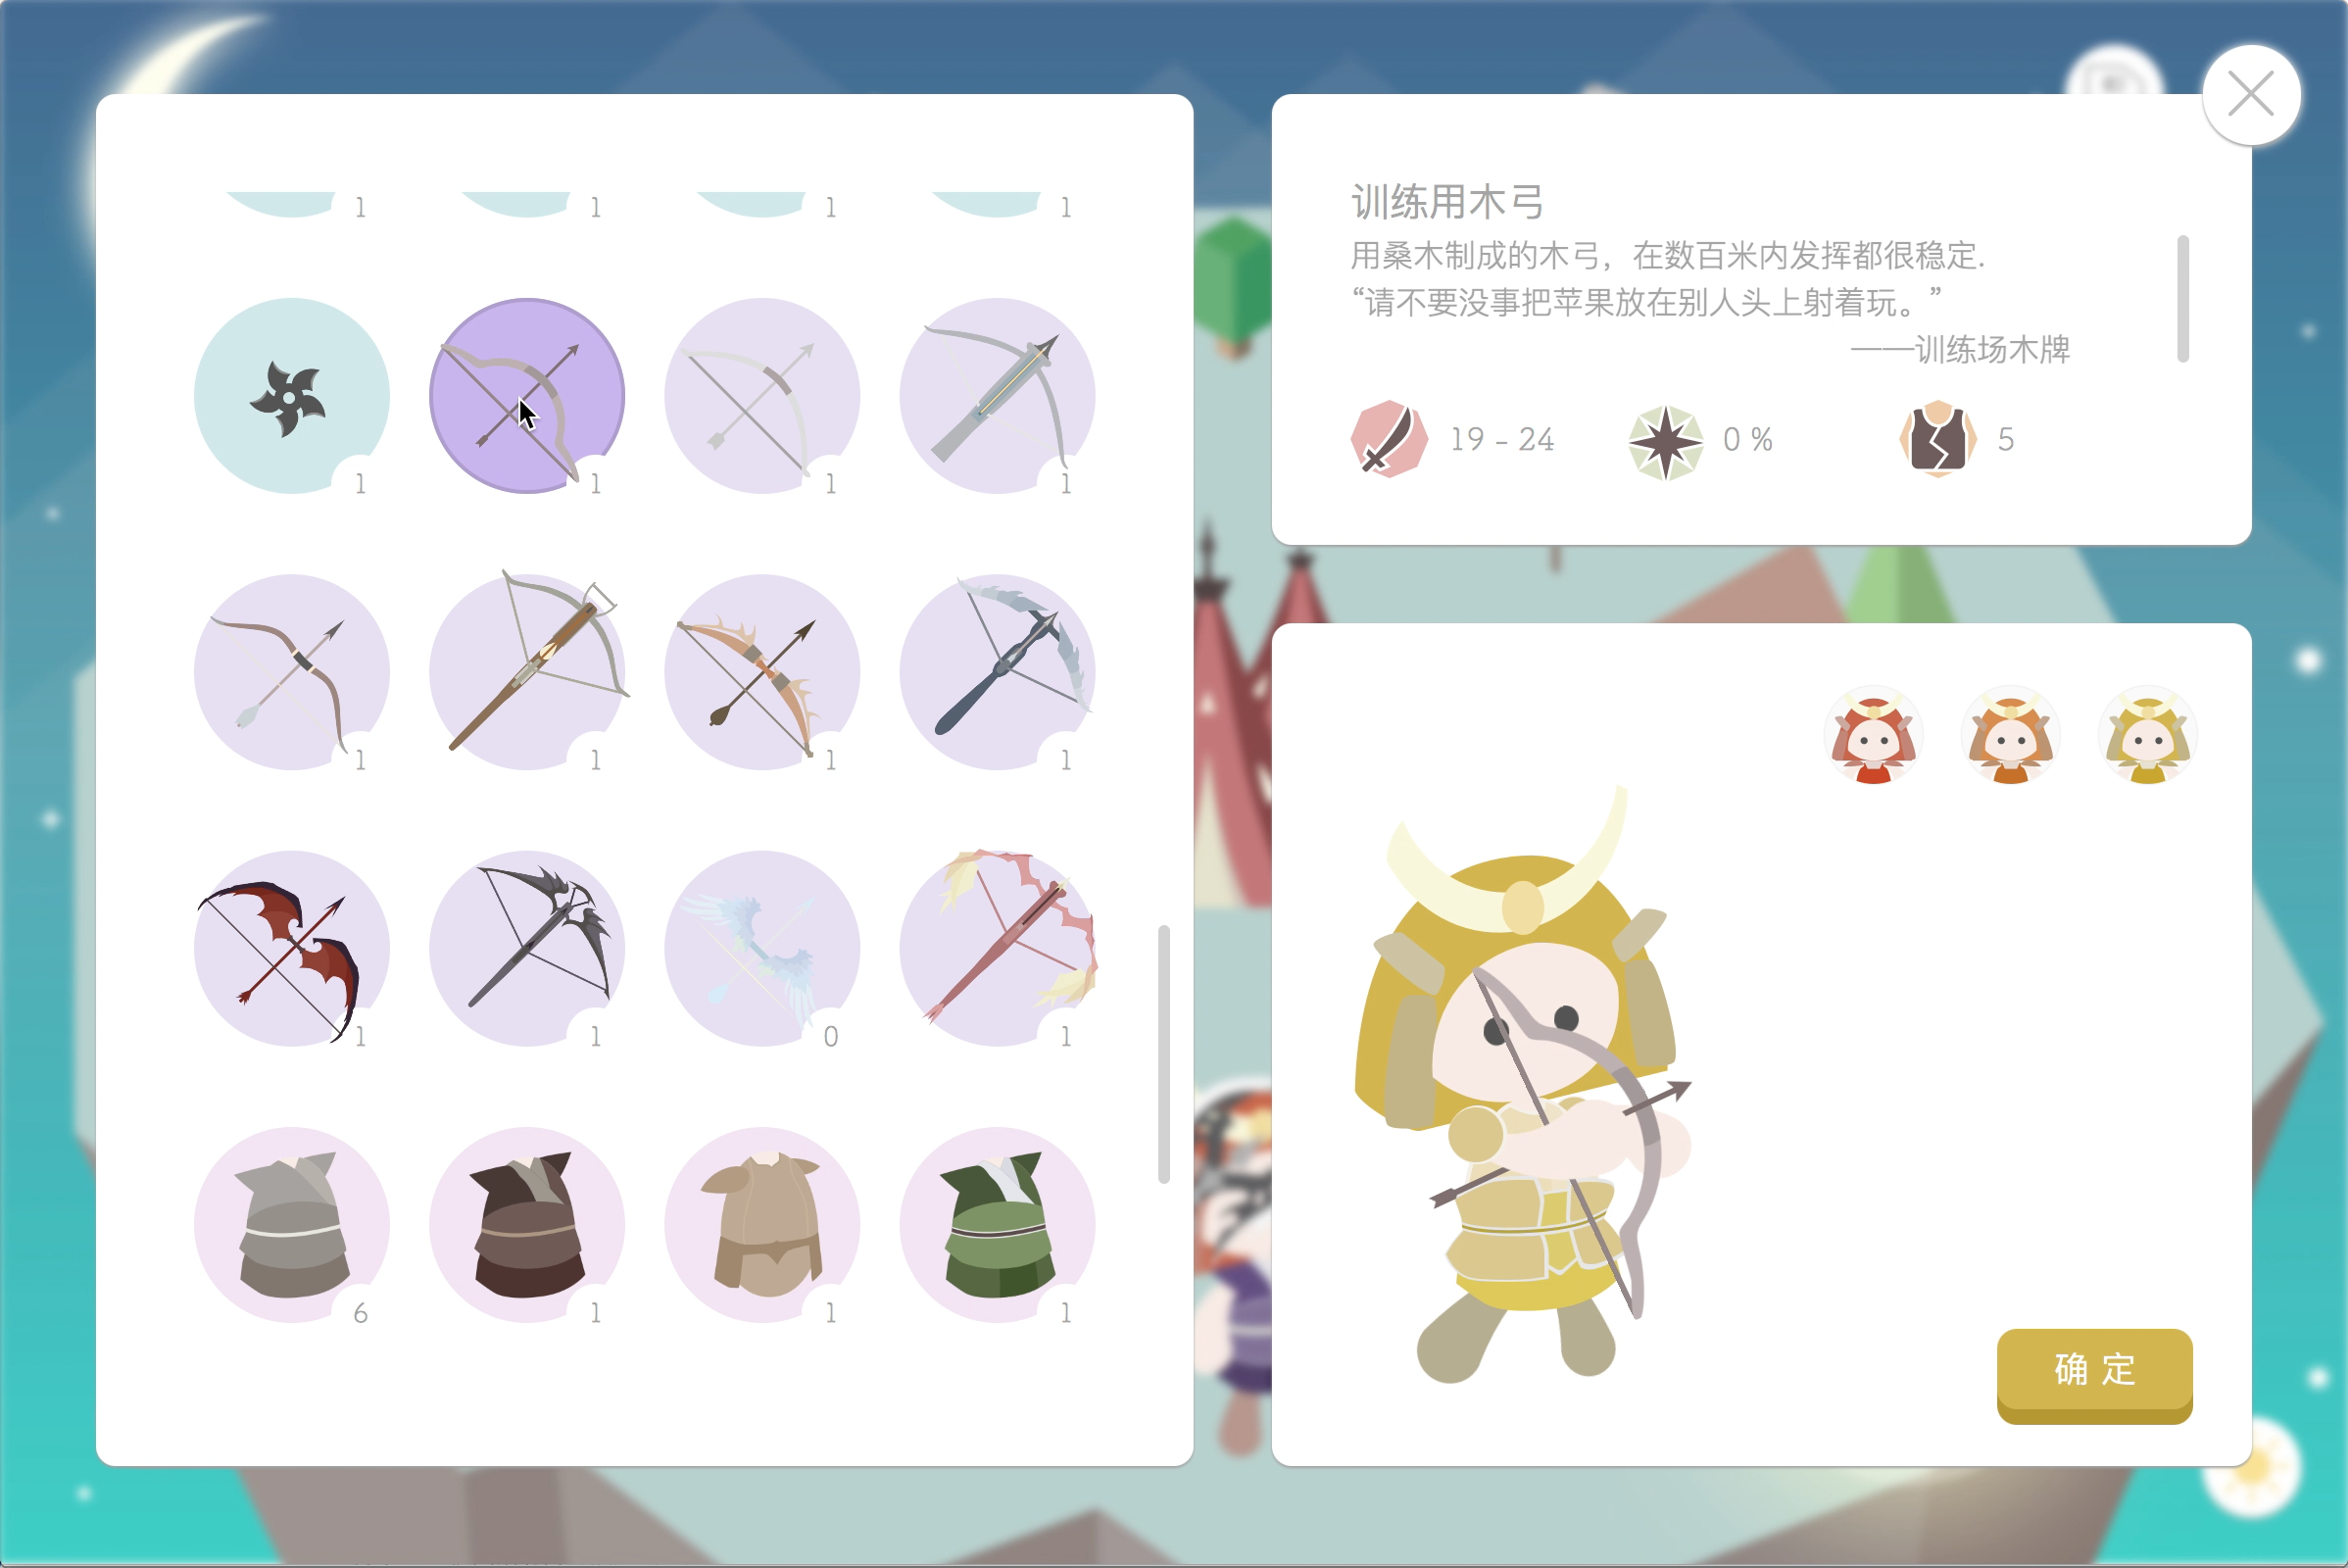 1 1 1 1
1 1 1 1
1 1 1 1
1 1 0 1
6 1 1 1
训练用木弓
用桑木制成的木弓，在数百米内发挥都很稳定.
“请不要没事把苹果放在别人头上射着玩。”
——训练场木牌
19 - 24 0 % 5
确 定